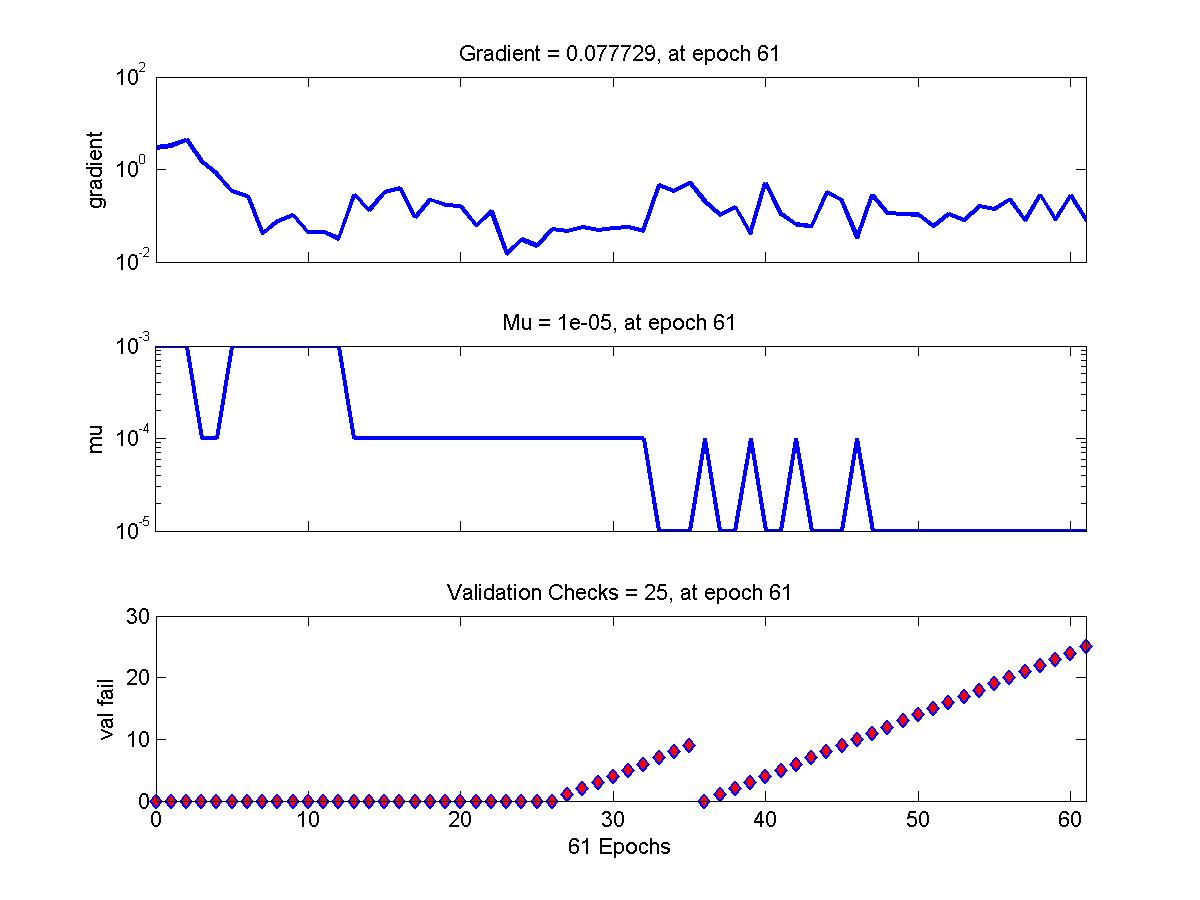 Gradient = 0.077729, at epoch 61
10^2
10^0
10^-2
gradient
Mu = 1e-05, at epoch 61
10^-3
10^-4
10^-5
mu
Validation Checks = 25, at epoch 61
30
20
10
0
val fail
0 10 20 30 40 50 60
61 Epochs